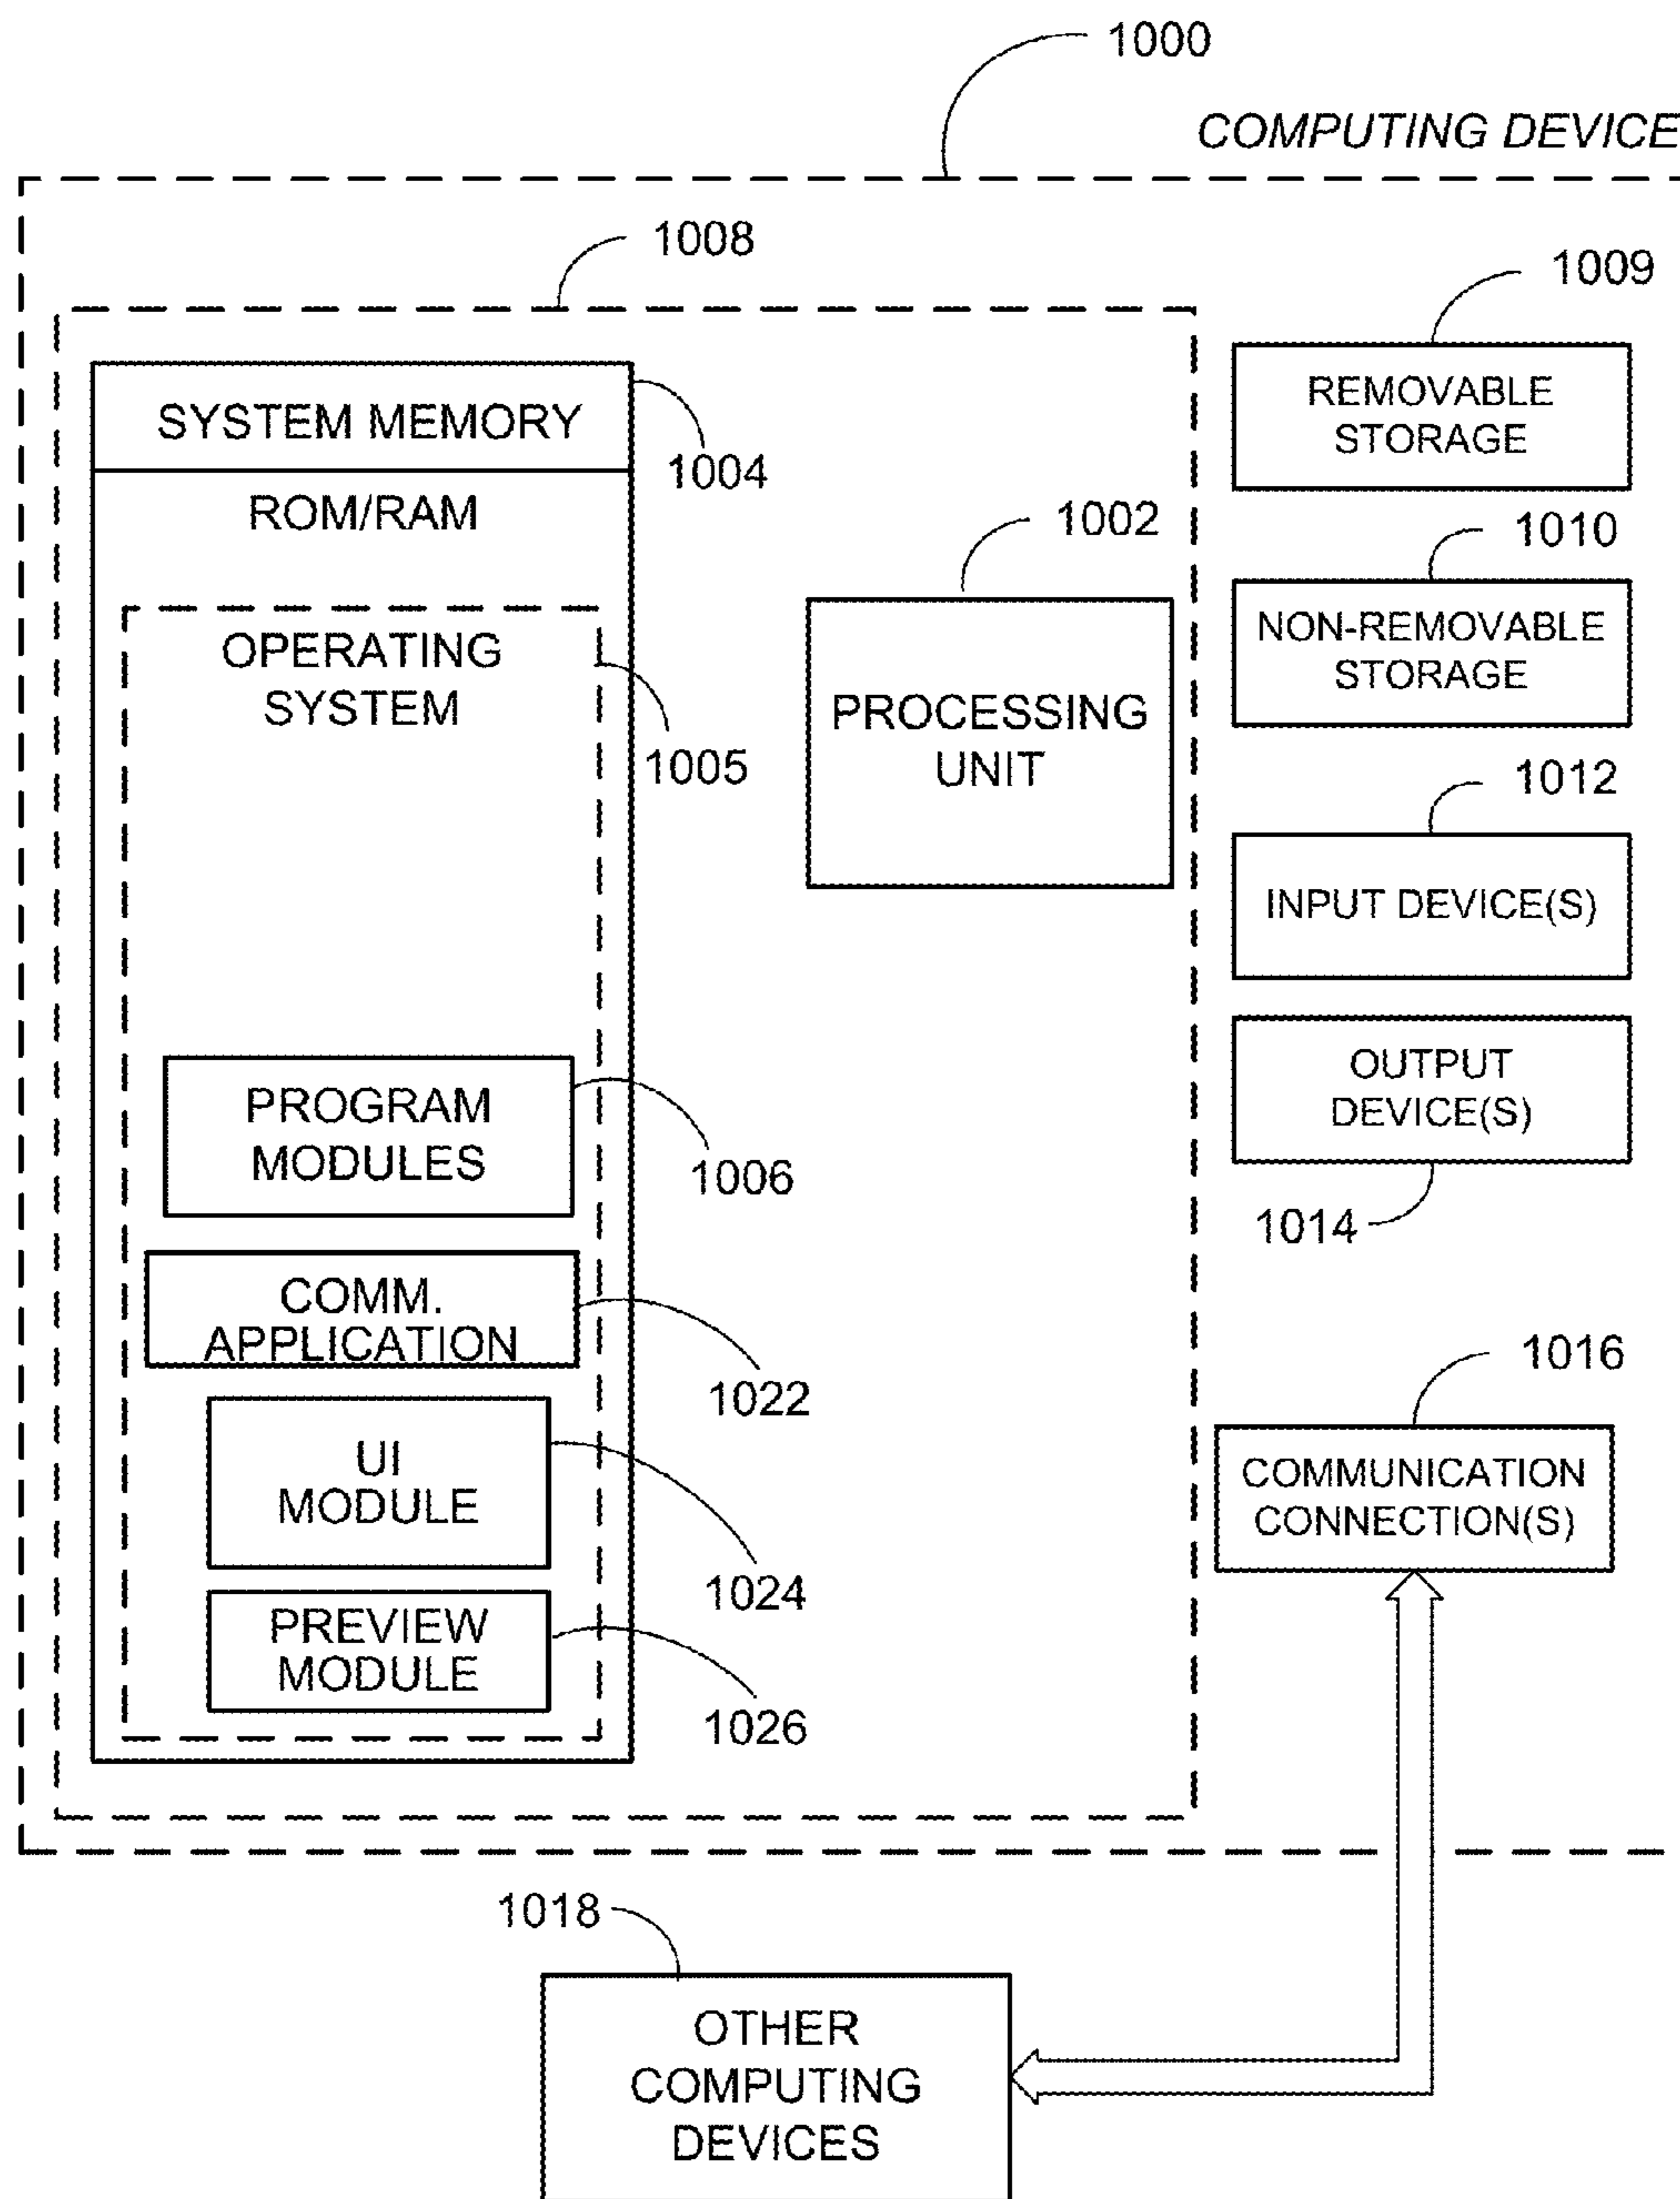 1000
COMPUTING DEVICE
1008
1009
REMOVABLE
STORAGE
SYSTEM MEMORY
1004
ROM/RAM
1002
1010
NON-REMOVABLE
STORAGE
OPERATING
SYSTEM
1005
PROCESSING
UNIT
1012
INPUT DEVICE(S)
OUTPUT
DEVICE(S)
1014
PROGRAM
MODULES
1006
COMM.
APPLICATION
1022
1016
COMMUNICATION
CONNECTION(S)
UI
MODULE
1024
PREVIEW
MODULE
1026
1018
OTHER
COMPUTING
DEVICES